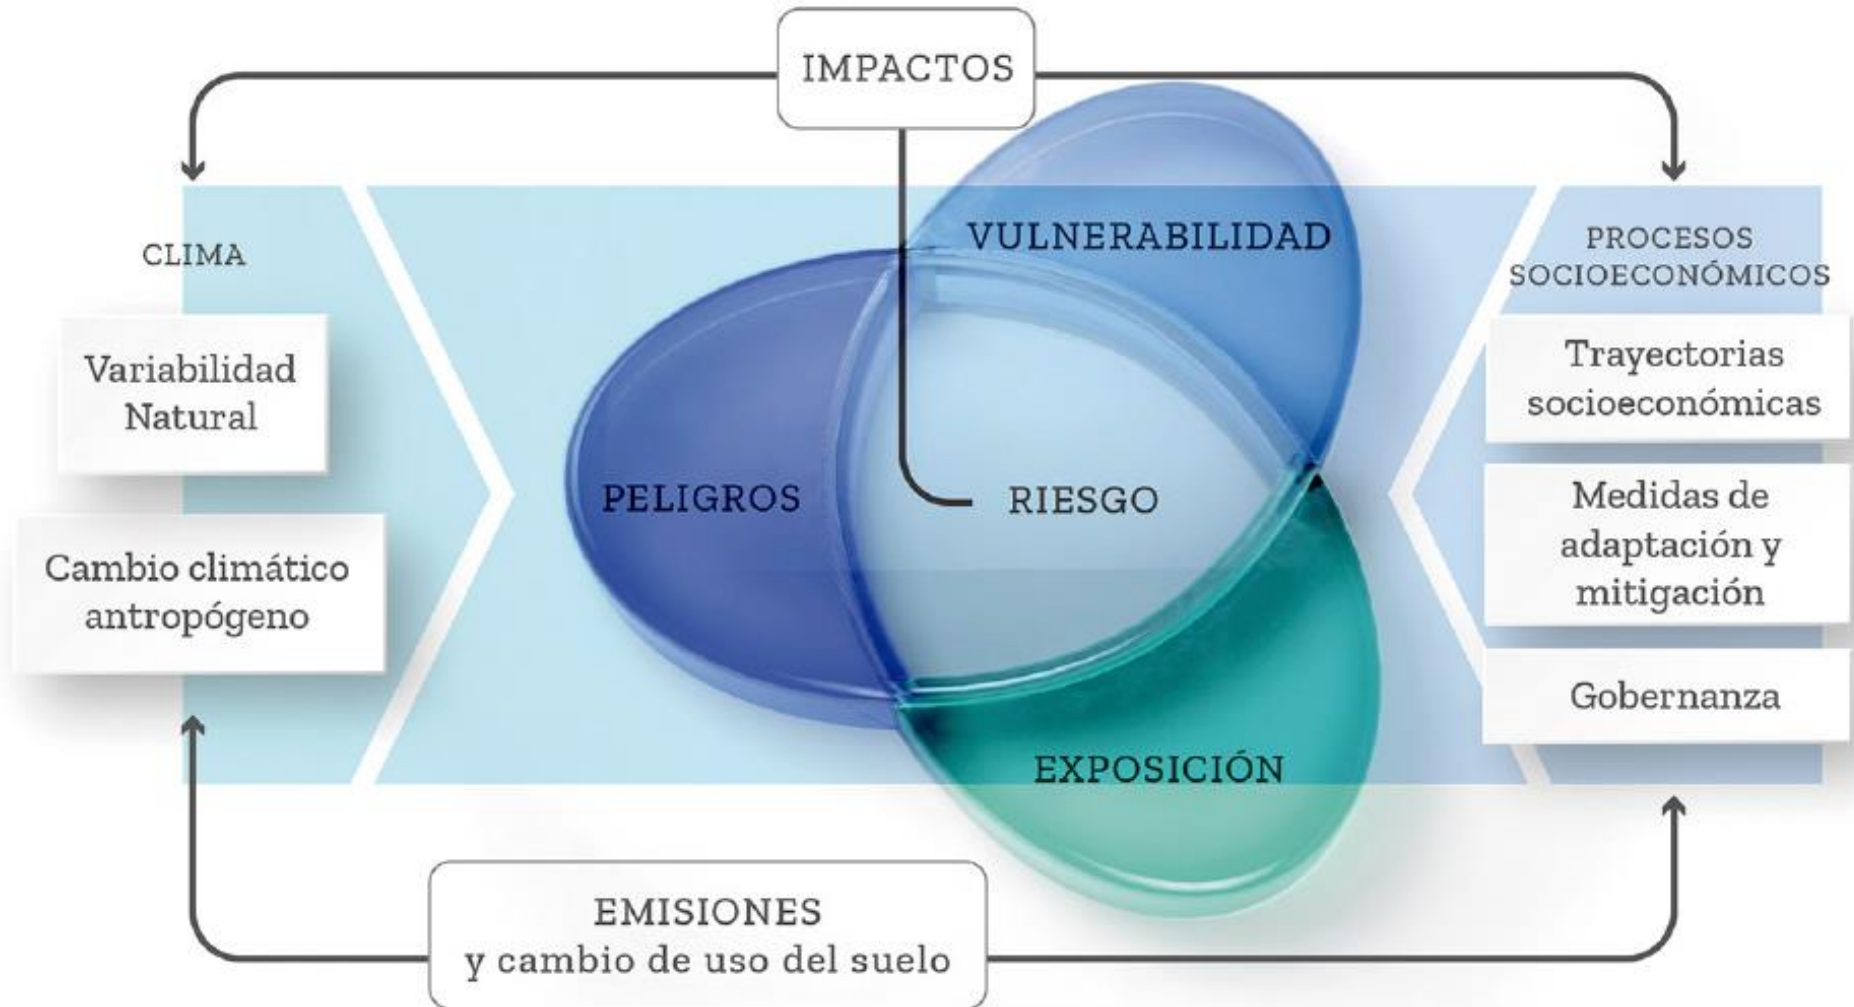 IMPACTOS
CLIMA
Variabilidad
Natural
Cambio climático
antropógeno
VULNERABILIDAD
PELIGROS
RIESGO
EXPOSICIÓN
PROCESOS
SOCIOECONÓMICOS
Trayectorias
socioeconómicas
Medidas de
adaptación y
mitigación
Gobernanza
EMISIONES
y cambio de uso del suelo